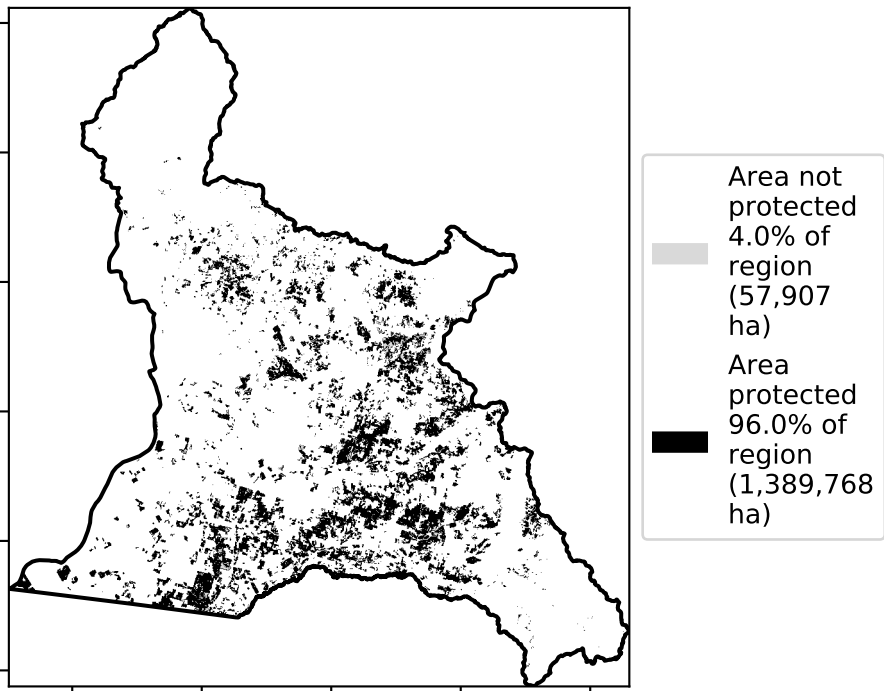 Area not
protected
4.0% of
region
(57,907
ha)
Area
protected
96.0% of
region
(1,389,768
ha)